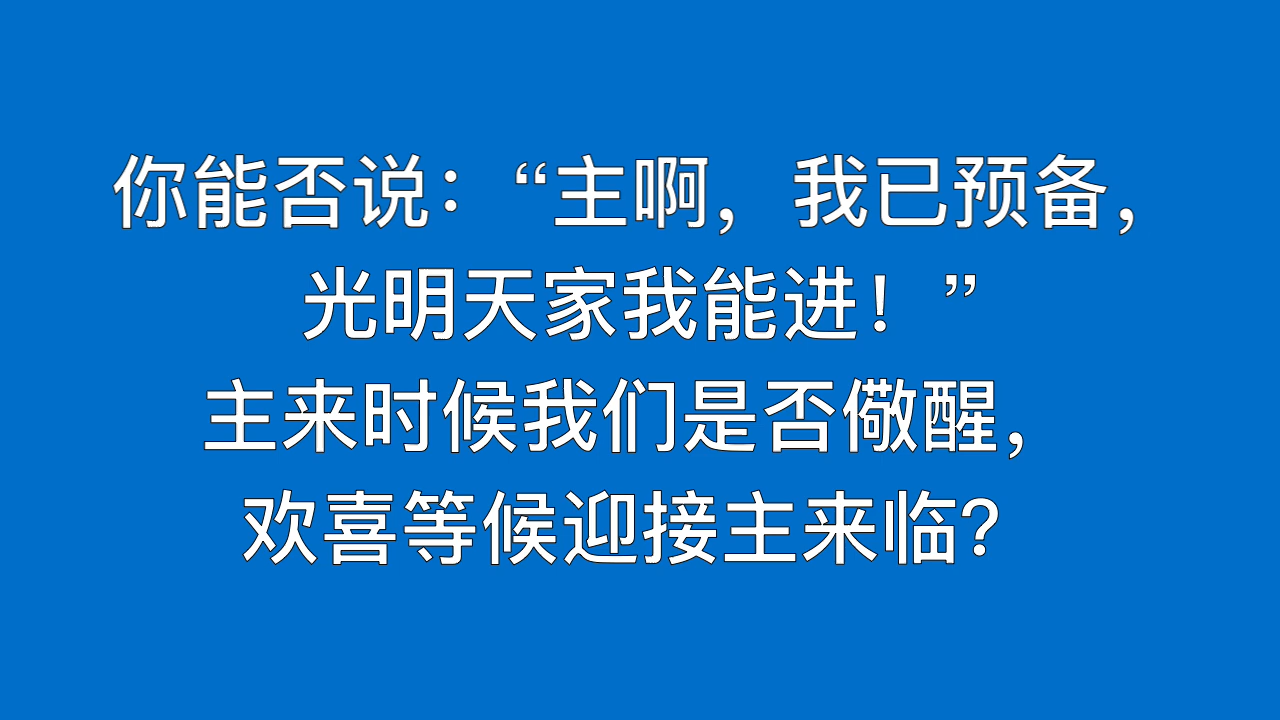 你能否说：“主啊，我已预备，
光明天家我能进！”
主来时候我们是否儆醒，
欢喜等候迎接主来临？